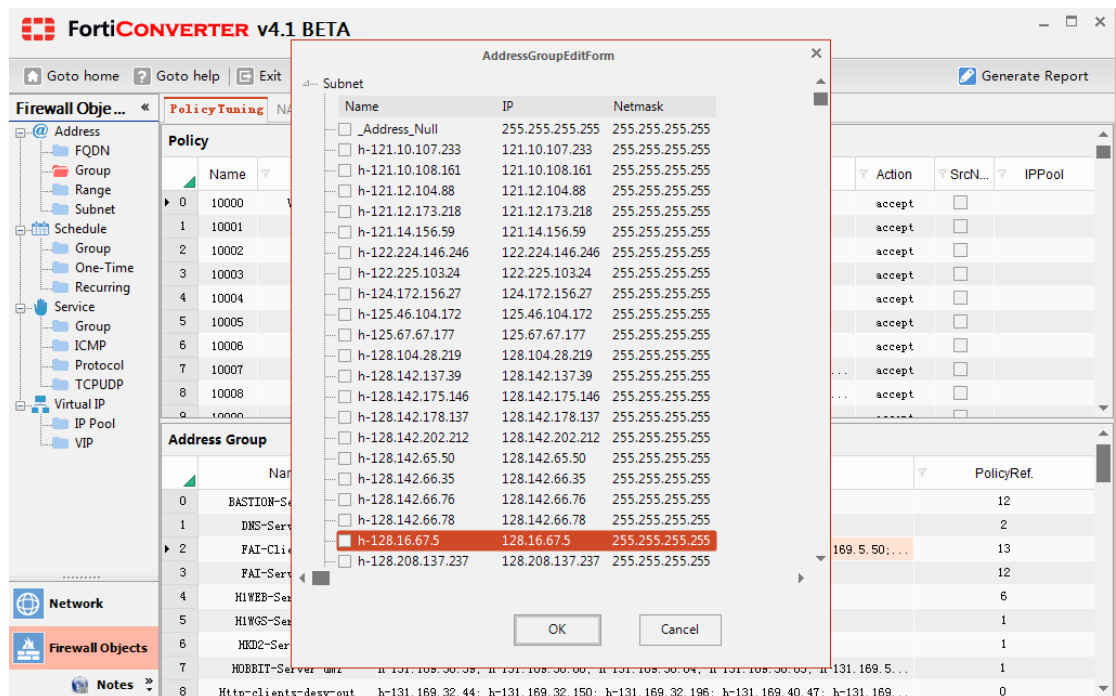 FortiCONVERTER v4.1 BETA
Goto home
Goto help
Exit
Generate Report
Firewall Obje ... «
Address
FQDN
Group
Range
Subnet
Schedule
Group
One-Time
Recurring
Service
Group
ICMP
Protocol
TCPUDP
Virtual IP
IP Pool
VIP
Network
Firewall Objects
Notes
PolicyTuning
Policy
Name Action SrcN... IPPool
0 10000 accept
1 10001 accept
2 10002 accept
3 10003 accept
4 10004 accept
5 10005 accept
6 10006 accept
7 10007 ... accept
8 10008 ... accept
Address Group
PolicyRef.
0 BASTION-Se 12
1 DNS-Serv 2
2 FAI-Clie 169.5.50;... 13
3 FAI-Serv 12
4 H1WEB-Ser 6
5 H1WGS-Ser 1
6 HKD2-Ser 1
7 HOBBIT-Server 1
8 Http-clients-desy-out h-131.169.32.44; h-131.169.32.150; h-131.169.32.196; h-131.169.40.47; h-131.169... 0
AddressGroupEditForm
Subnet
Name IP Netmask
_Address_Null 255.255.255.255 255.255.255.255
h-121.10.107.233 121.10.107.233 255.255.255.255
h-121.10.108.161 121.10.108.161 255.255.255.255
h-121.12.104.88 121.12.104.88 255.255.255.255
h-121.12.173.218 121.12.173.218 255.255.255.255
h-121.14.156.59 121.14.156.59 255.255.255.255
h-122.224.146.246 122.224.146.246 255.255.255.255
h-122.225.103.24 122.225.103.24 255.255.255.255
h-124.172.156.27 124.172.156.27 255.255.255.255
h-125.46.104.172 125.46.104.172 255.255.255.255
h-125.67.67.177 125.67.67.177 255.255.255.255
h-128.104.28.219 128.104.28.219 255.255.255.255
h-128.142.137.39 128.142.137.39 255.255.255.255
h-128.142.175.146 128.142.175.146 255.255.255.255
h-128.142.178.137 128.142.178.137 255.255.255.255
h-128.142.202.212 128.142.202.212 255.255.255.255
h-128.142.65.50 128.142.65.50 255.255.255.255
h-128.142.66.35 128.142.66.35 255.255.255.255
h-128.142.66.76 128.142.66.76 255.255.255.255
h-128.142.66.78 128.142.66.78 255.255.255.255
h-128.16.67.5 128.16.67.5 255.255.255.255
h-128.208.137.237 128.208.137.237 255.255.255.255
OK
Cancel